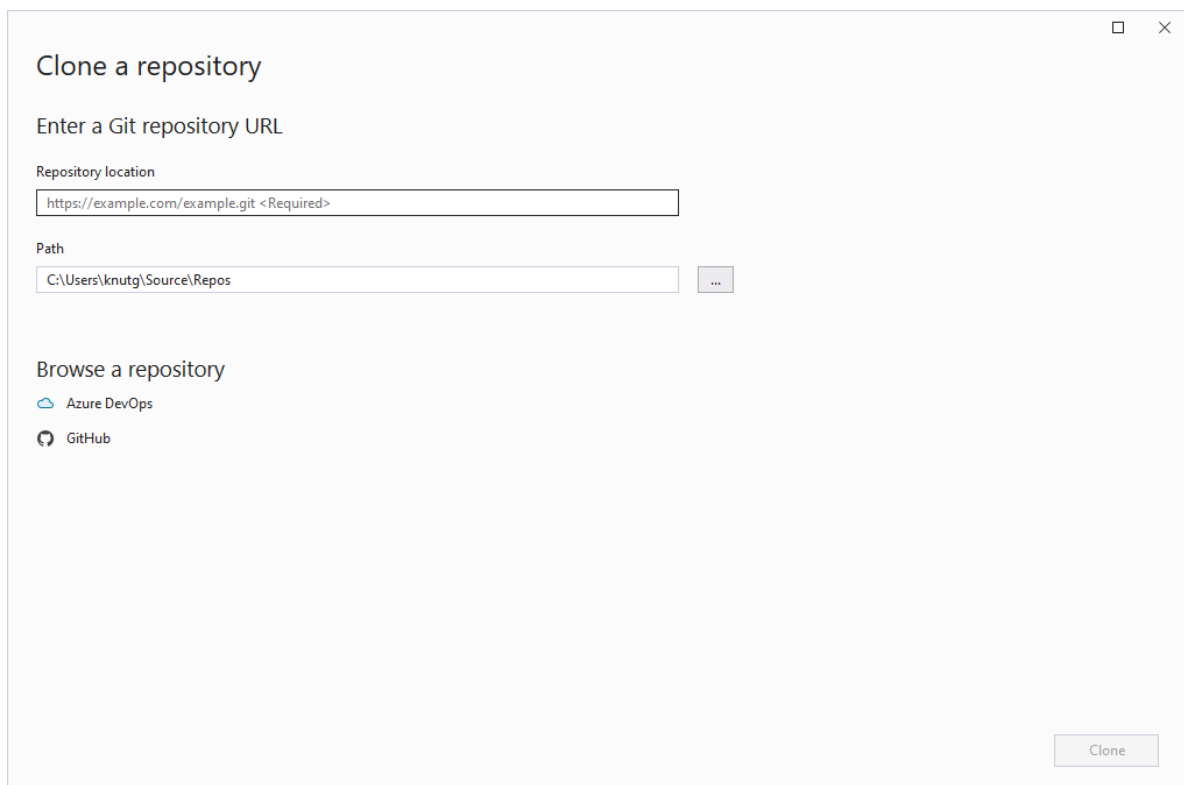 Clone a repository
Enter a Git repository URL
Repository location
https://example.com/example.git <Required>
Path
C:\Users\knutg\Source\Repos
...
Browse a repository
Azure DevOps
GitHub
Clone